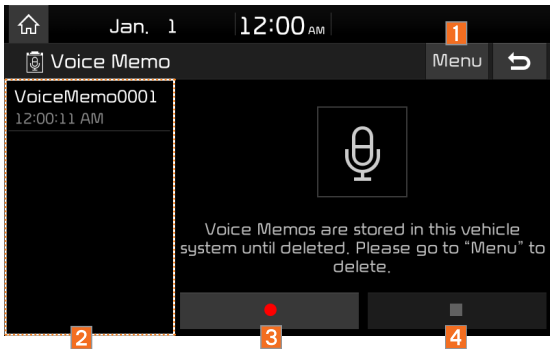 Jan. 1 12:00 AM
1
Voice Memo Menu
VoiceMemo0001
12:00:11 AM
Voice Memos are stored in this vehicle
system until deleted. Please go to “Menu” to
delete.
2 3 4